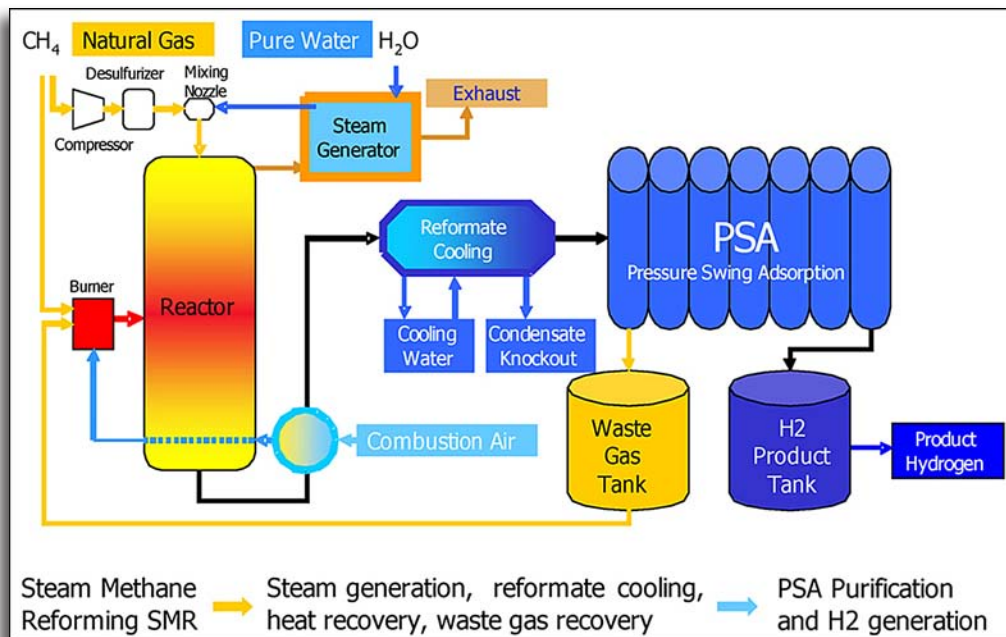 CH4 Natural Gas Pure Water H2O
Desulfurizer
Mixing
Nozzle
Compressor
Steam
Generator
Exhaust
Reformate
Cooling
PSA
Pressure Swing Adsorption
Burner
Reactor
Cooling
Water
Condensate
Knockout
Combustion Air
Waste
Gas
Tank
H2
Product
Tank
Product
Hydrogen
Steam Methane
Reforming SMR
Steam generation, reformate cooling,
heat recovery, waste gas recovery
PSA Purification
and H2 generation